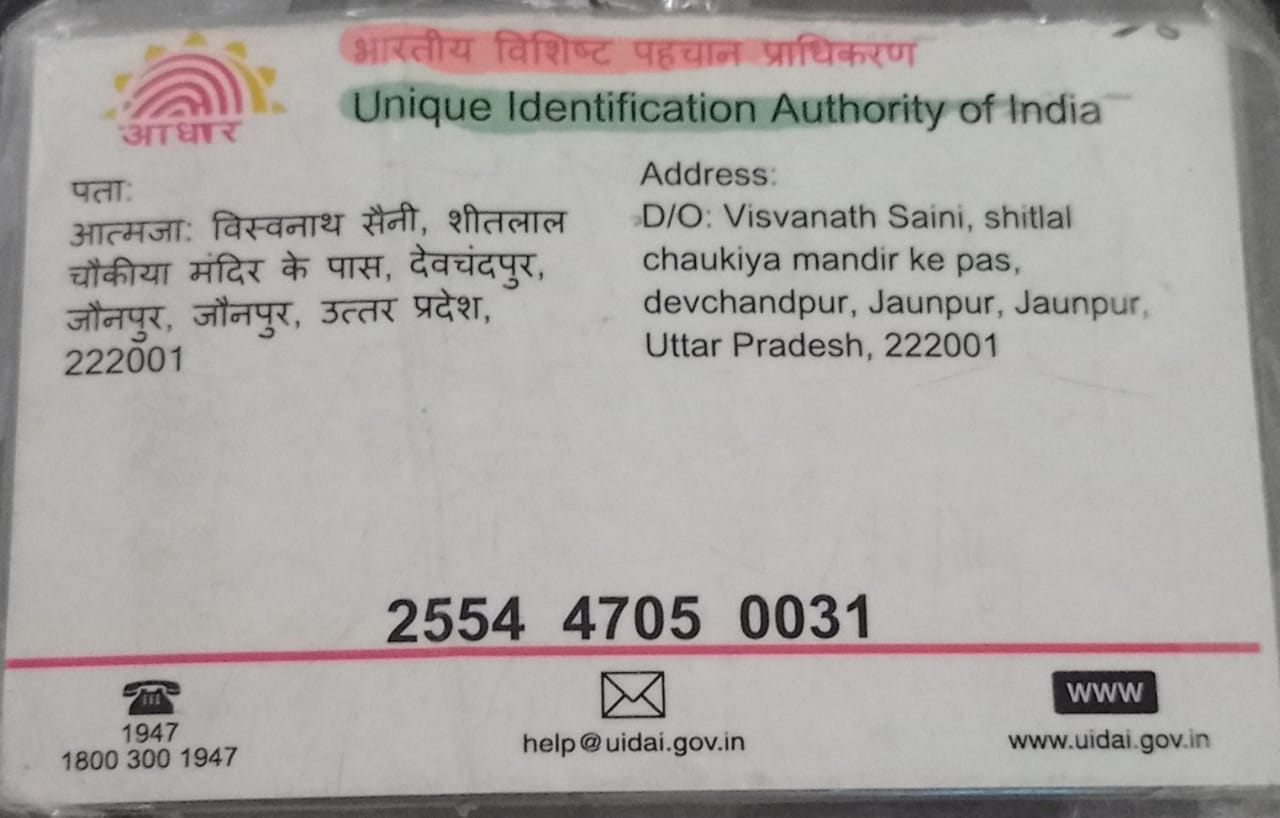 भारतीय विशिष्ट पहचान प्राधिकरण
Unique Identification Authority of India
आधार
पता:
आत्मजा: विस्वनाथ सैनी, शीतलाल
चौकीया मंदिर के पास, देवचंदपुर,
जौनपुर, जौनपुर, उत्तर प्रदेश,
222001
Address:
D/O: Visvanath Saini, shitlal
chaukiya mandir ke pas,
devchandpur, Jaunpur, Jaunpur,
Uttar Pradesh, 222001
2554 4705 0031
1947
1800 300 1947
help@uidai.gov.in
www
www.uidai.gov.in